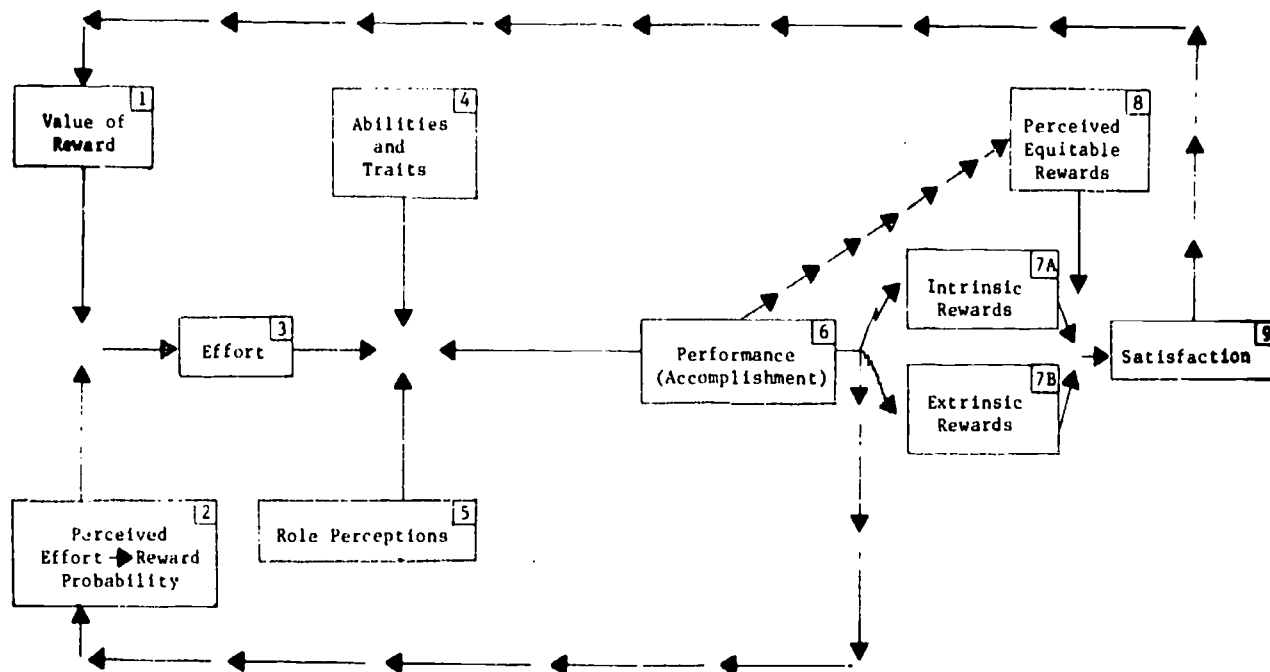 1
Value of
Reward
4
Abilities
and
Traits
8
Perceived
Equitable
Rewards
7A
Intrinsic
Rewards
3
Effort
6
Performance
(Accomplishment)
9
Satisfaction
7B
Extrinsic
Rewards
2
Perceived
Effort Reward
Probability
5
Role Perceptions